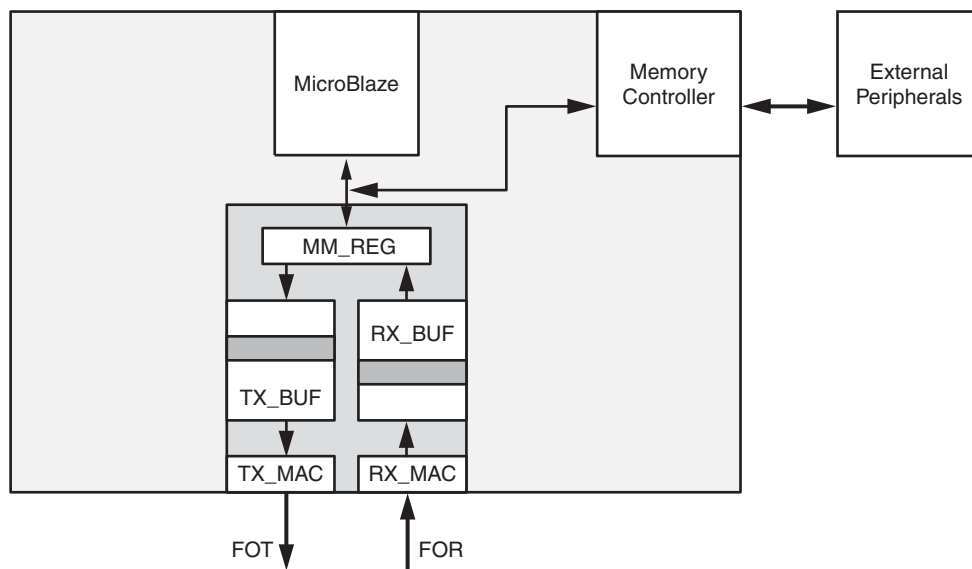 MicroBlaze
Memory
Controller
External
Peripherals
MM_REG
RX_BUF
TX_BUF
TX_MAC
RX_MAC
FOT
FOR